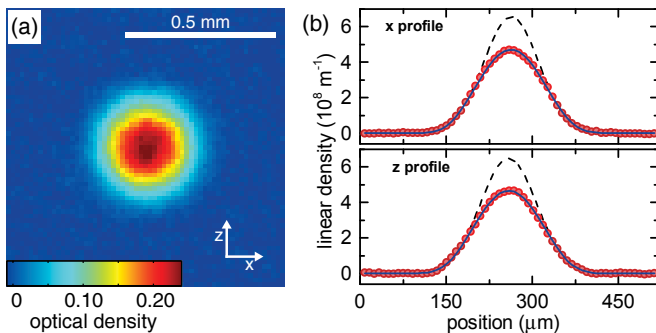 (a)
0.5 mm
z
x
0 0.10 0.20
optical density
(b)
x profile
6
4
2
0
z profile
6
4
2
0
linear density (10⁸ m⁻¹)
0 150 300 450
position (μm)